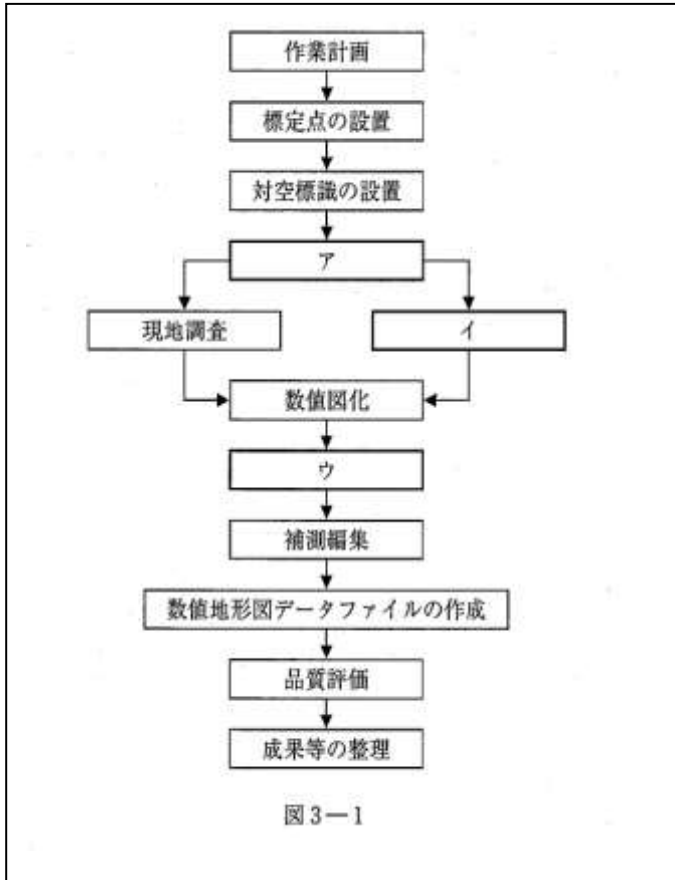 作業計画
標定点の設置
対空標識の設置
ア
現地調査
イ
数値図化
ウ
補測編集
数値地形図データファイルの作成
品質評価
成果等の整理
図3―1